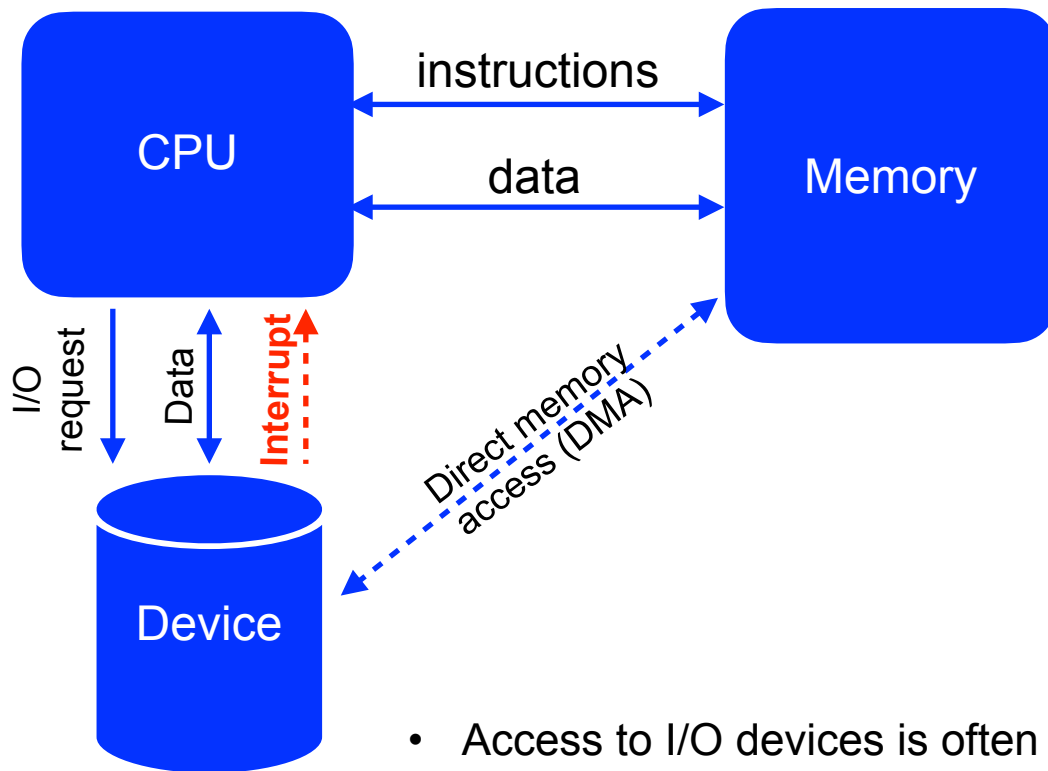 instructions
CPU
data
Memory
I/O
request
Data
Interrupt
Direct memory
access (DMA)
Device
• Access to I/O devices is often